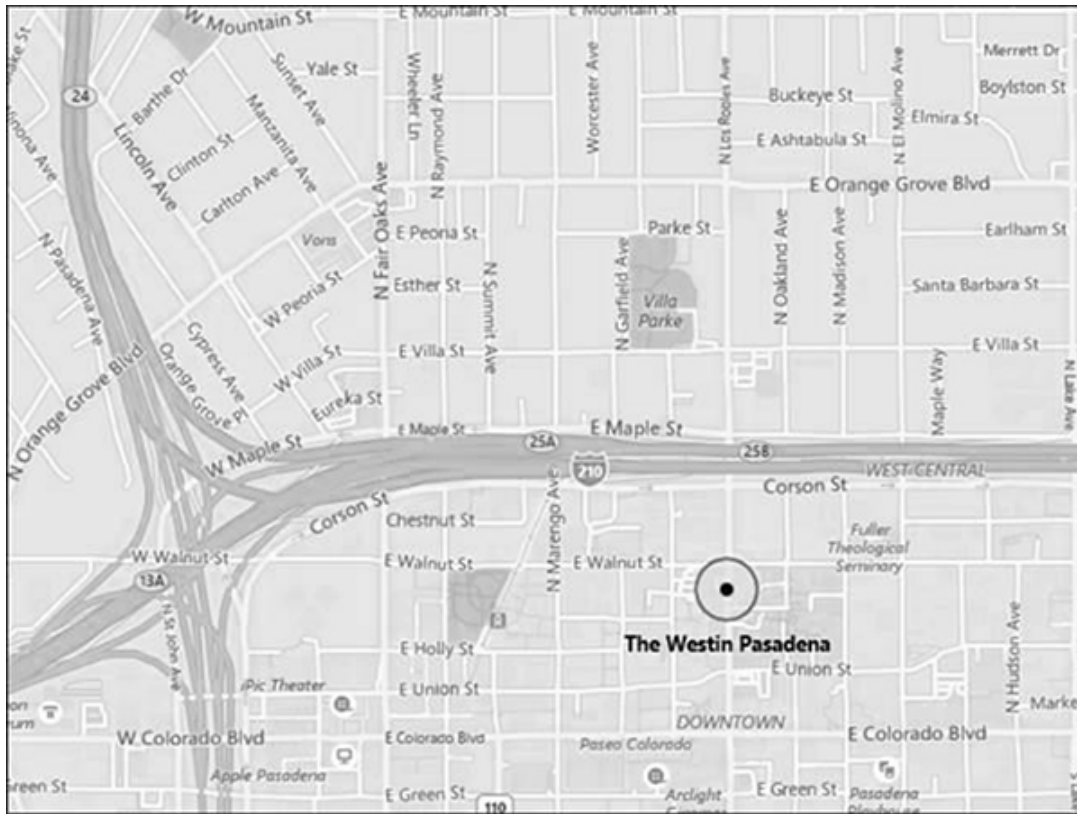 W Mountain St
E Mountain St
E Mountain St
Yale St
Sunset Ave
Barthe Dr
Manzanita Ave
24
Lincoln Ave
Clinton St
Carlton Ave
Wheeler Ln
N Raymond Ave
Worcester Ave
N Los Robles Ave
Buckeye St
E Ashtabula St
N El Molino Ave
Merrett Dr
Boylston St
Elmira St
Winona Ave
N Pasadena Ave
Vons
N Fair Oaks Ave
E Orange Grove Blvd
E Peoria St
Parke St
Earlham St
W Peoria St
Esther St
N Summit Ave
N Garfield Ave
Villa
Parke
N Oakland Ave
N Madison Ave
Santa Barbara St
Cypress Ave
Orange Grove Pl
W Villa St
E Villa St
E Villa St
N Orange Grove Blvd
Eureka St
Maple Way
N Lake Ave
W Maple St
E Maple St
E Maple St
25A
25B
210
WEST CENTRAL
Corson St
Corson St
Chestnut St
N Marengo Ave
Fuller
Theological
Seminary
W Walnut St
E Walnut St
E Walnut St
13A
N St John Ave
The Westin Pasadena
E Holly St
E Union St
E Union St
N Hudson Ave
iPic Theater
DOWNTOWN
W Colorado Blvd
E Colorado Blvd
Paseo Colorado
E Colorado Blvd
Apple Pasadena
Green St
E Green St
110
Arclight
E Green St
Pasadena
Playhouse